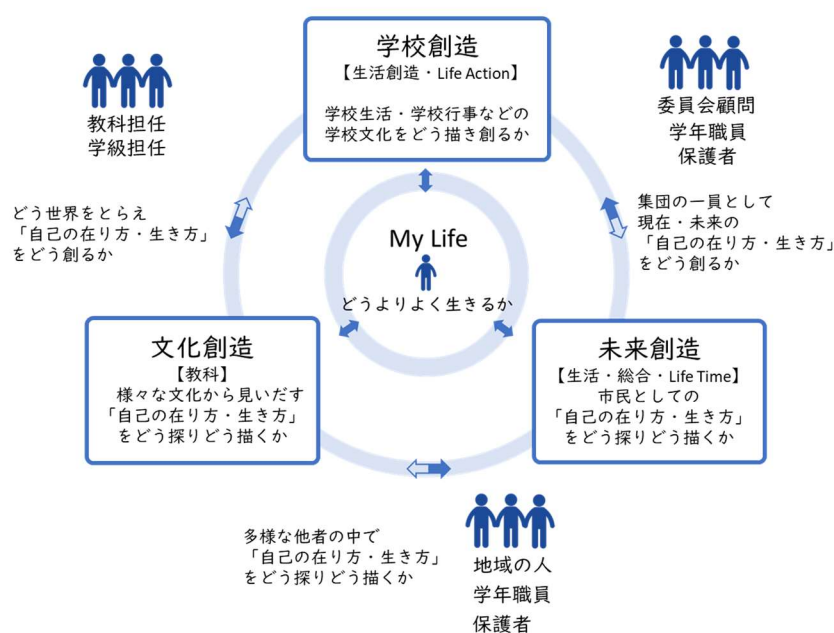 学校創造
【生活創造・Life Action】
学校生活・学校行事などの
学校文化をどう描き創るか
教科担任
学級担任
委員会顧問
学年職員
保護者
どう世界をとらえ
「自己の在り方・生き方」
をどう創るか
集団の一員として
現在・未来の
「自己の在り方・生き方」
をどう創るか
My Life
どうよりよく生きるか
文化創造
【教科】
様々な文化から見いだす
「自己の在り方・生き方」
をどう探りどう描くか
未来創造
【生活・総合・Life Time】
市民としての
「自己の在り方・生き方」
をどう探りどう描くか
多様な他者の中で
「自己の在り方・生き方」
をどう探りどう描くか
地域の人
学年職員
保護者